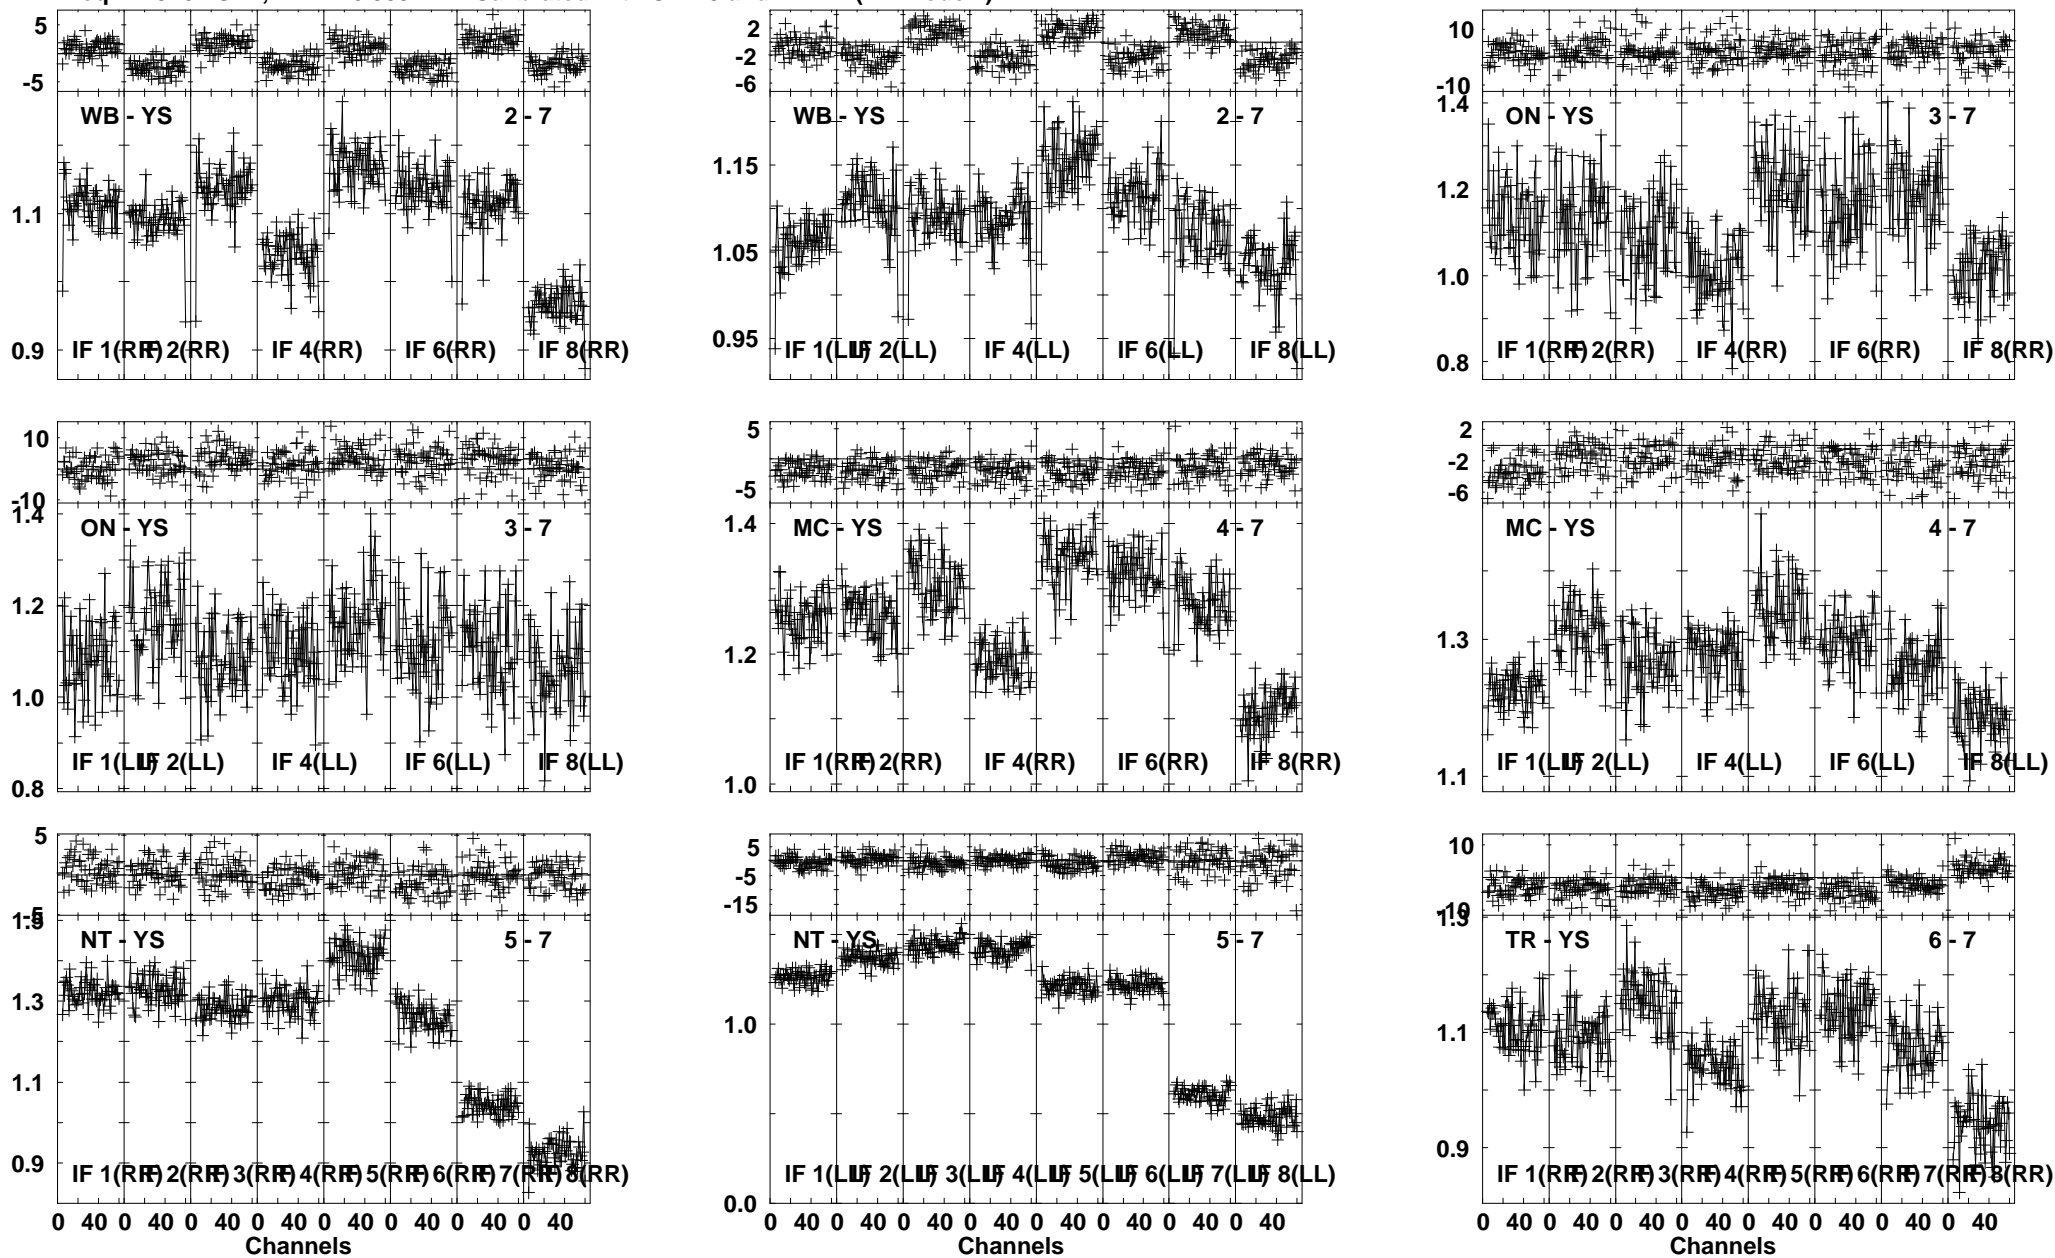 5
-5
WB - YS 2 - 7
1.1
0.9
IF 1(RR) IF 2(RR) IF 4(RR) IF 6(RR) IF 8(RR)
2
-2
-6
WB - YS 2 - 7
1.15
1.05
0.95
IF 1(LL) IF 2(LL) IF 4(LL) IF 6(LL) IF 8(LL)
10
-10
1.4
ON - YS 3 - 7
1.2
1.0
0.8
IF 1(RR) IF 2(RR) IF 4(RR) IF 6(RR) IF 8(RR)
10
-10
1.4
ON - YS 3 - 7
1.2
1.0
0.8
IF 1(LL) IF 2(LL) IF 4(LL) IF 6(LL) IF 8(LL)
5
-5
1.4
MC - YS 4 - 7
1.2
1.0
IF 1(RR) IF 2(RR) IF 4(RR) IF 6(RR) IF 8(RR)
2
-2
-6
MC - YS 4 - 7
1.3
1.1
IF 1(LL) IF 2(LL) IF 4(LL) IF 6(LL) IF 8(LL)
5
-5
1.5
NT - YS 5 - 7
1.3
1.1
0.9
IF 1(RR) IF 2(RR) IF 3(RR) IF 4(RR) IF 5(RR) IF 6(RR) IF 7(RR) IF 8(RR)
0 40 0 40 0 40 0 40 0 40 0 40 0 40 0 40
Channels
5
-5
-15
NT - YS 5 - 7
1.0
0.0
IF 1(LL) IF 2(LL) IF 3(LL) IF 4(LL) IF 5(LL) IF 6(LL) IF 7(LL) IF 8(LL)
0 40 0 40 0 40 0 40 0 40 0 40 0 40 0 40
Channels
10
-10
1.3
TR - YS 6 - 7
1.1
0.9
IF 1(RR) IF 2(RR) IF 3(RR) IF 4(RR) IF 5(RR) IF 6(RR) IF 7(RR) IF 8(RR)
0 40 0 40 0 40 0 40 0 40 0 40 0 40 0 40
Channels